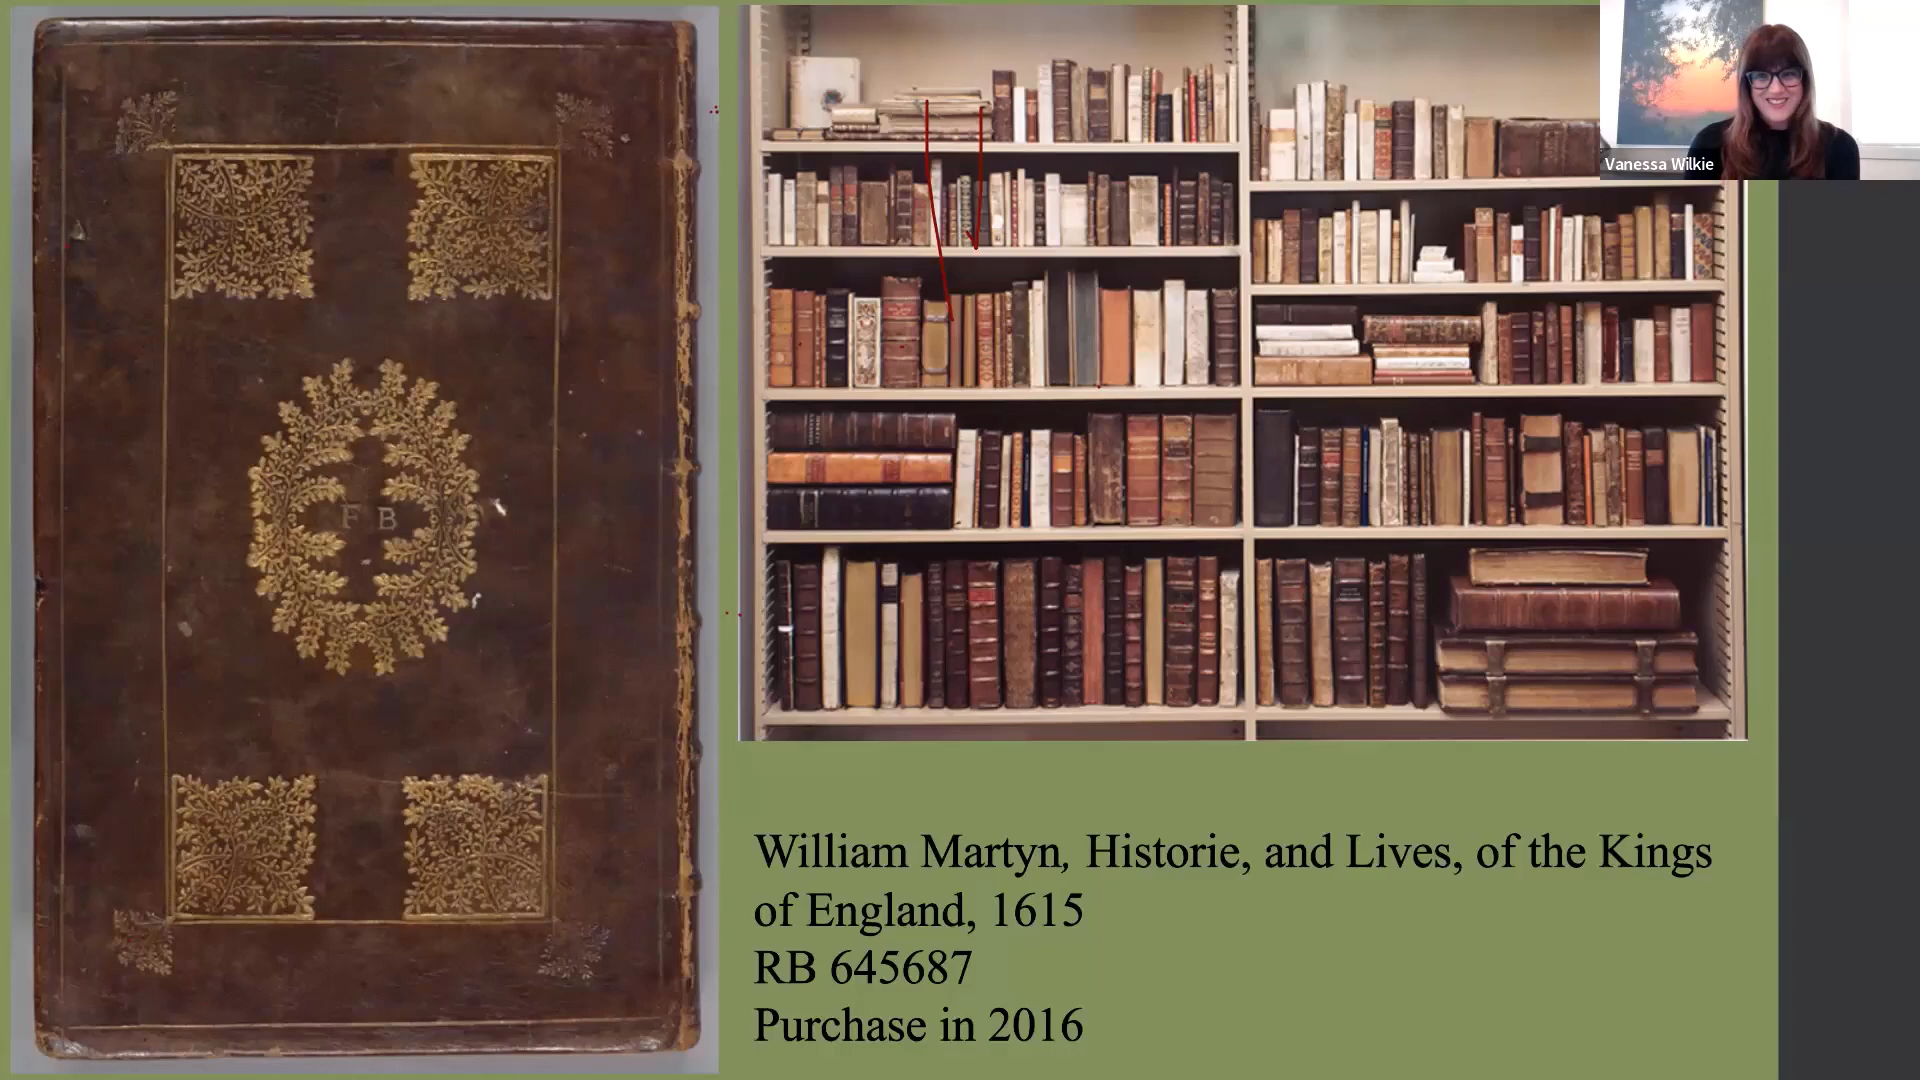 F B
Vanessa Wilkie
William Martyn, Historie, and Lives, of the Kings
of England, 1615
RB 645687
Purchase in 2016